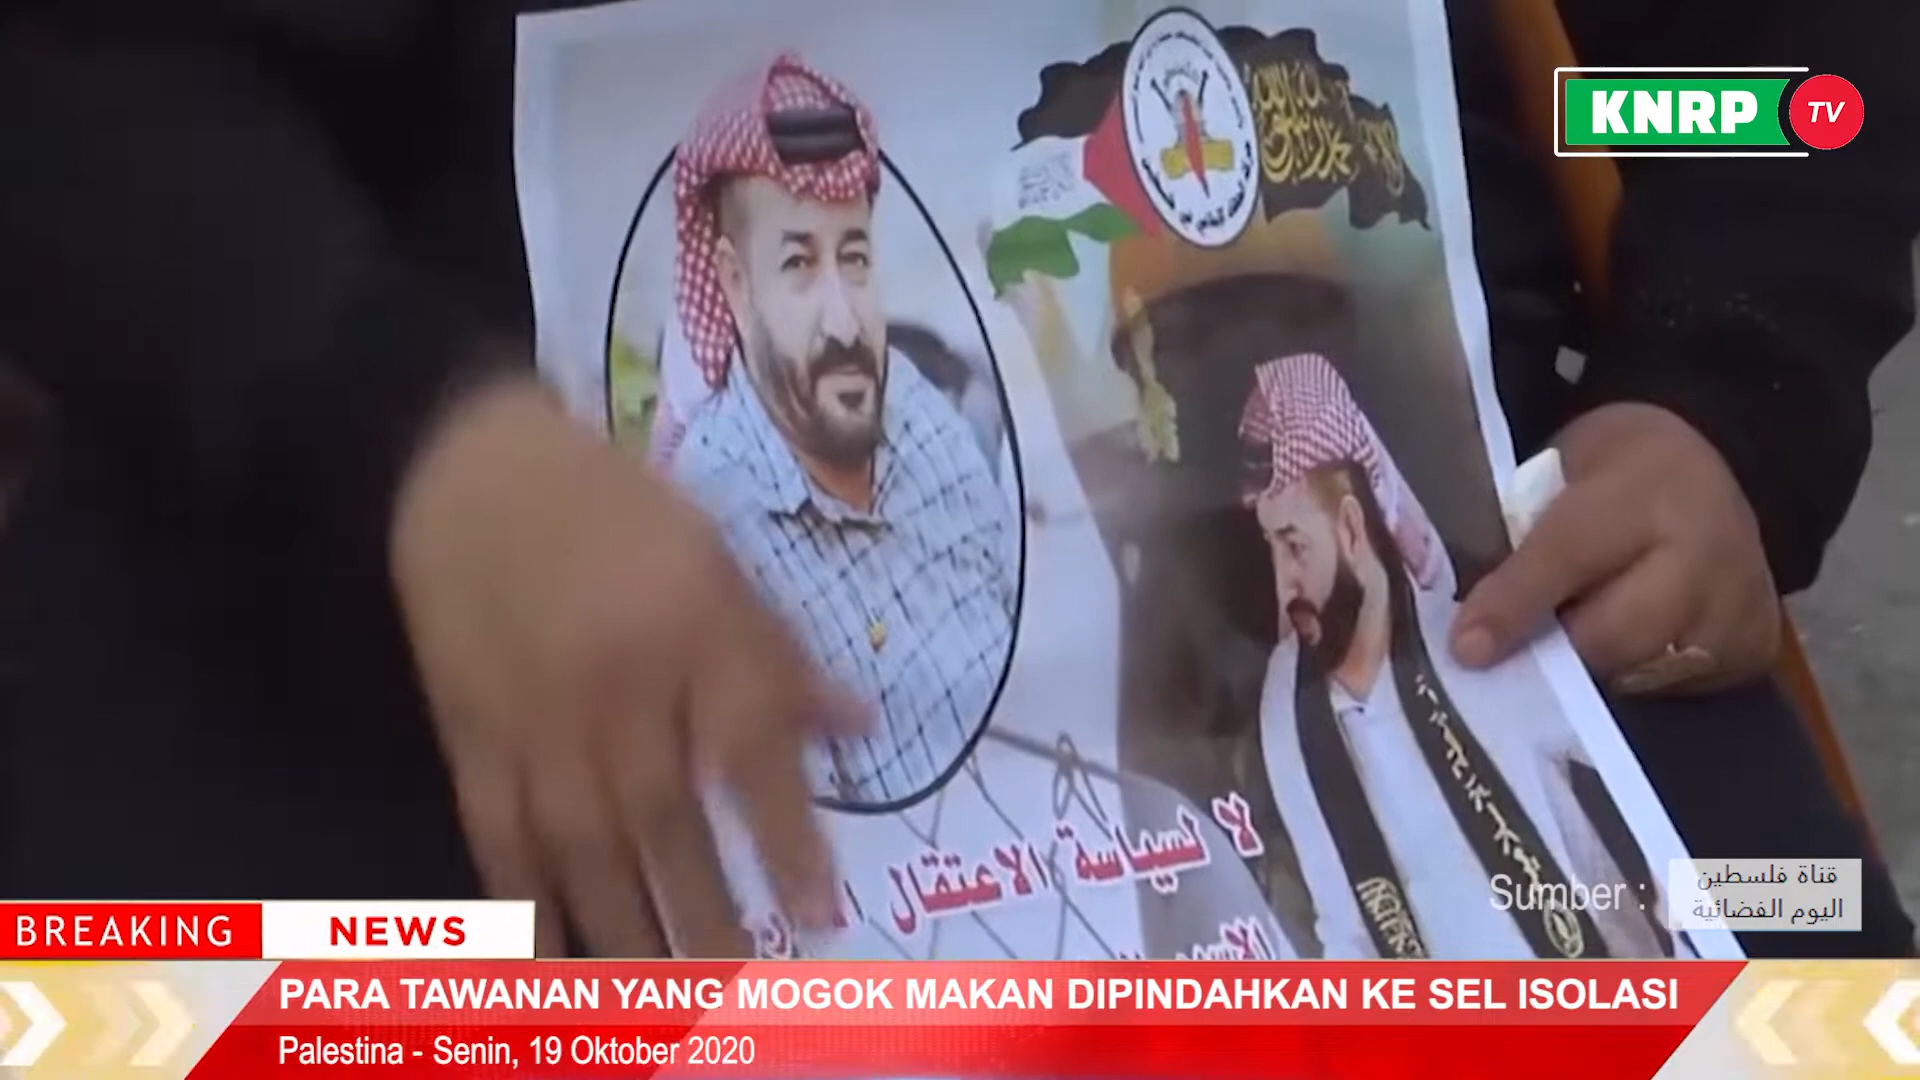 KNRP TV
لا لسياسة الاعتقال
Sumber :
قناة فلسطين
اليوم الفضائية
BREAKING NEWS
PARA TAWANAN YANG MOGOK MAKAN DIPINDAHKAN KE SEL ISOLASI
Palestina - Senin, 19 Oktober 2020